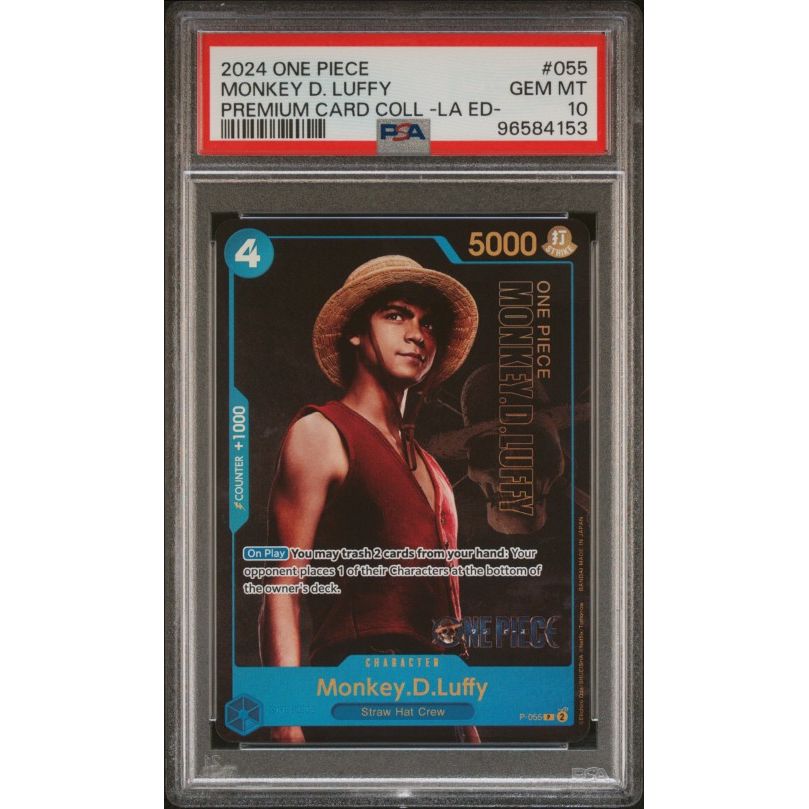 2024 ONE PIECE #055
MONKEY D. LUFFY GEM MT
PREMIUM CARD COLL -LA ED- 10
PSA 96584153
4
5000
打
STRIKE
ONE PIECE
MONKEY.D.LUFFY
COUNTER +1000
BANDAI MADE IN JAPAN
On Play You may trash 2 cards from your hand: Your
opponent places 1 of their Characters at the bottom of
the owner's deck.
ONE PIECE
CHARACTER
Monkey.D.Luffy
Straw Hat Crew
P-055 P 2
PSA